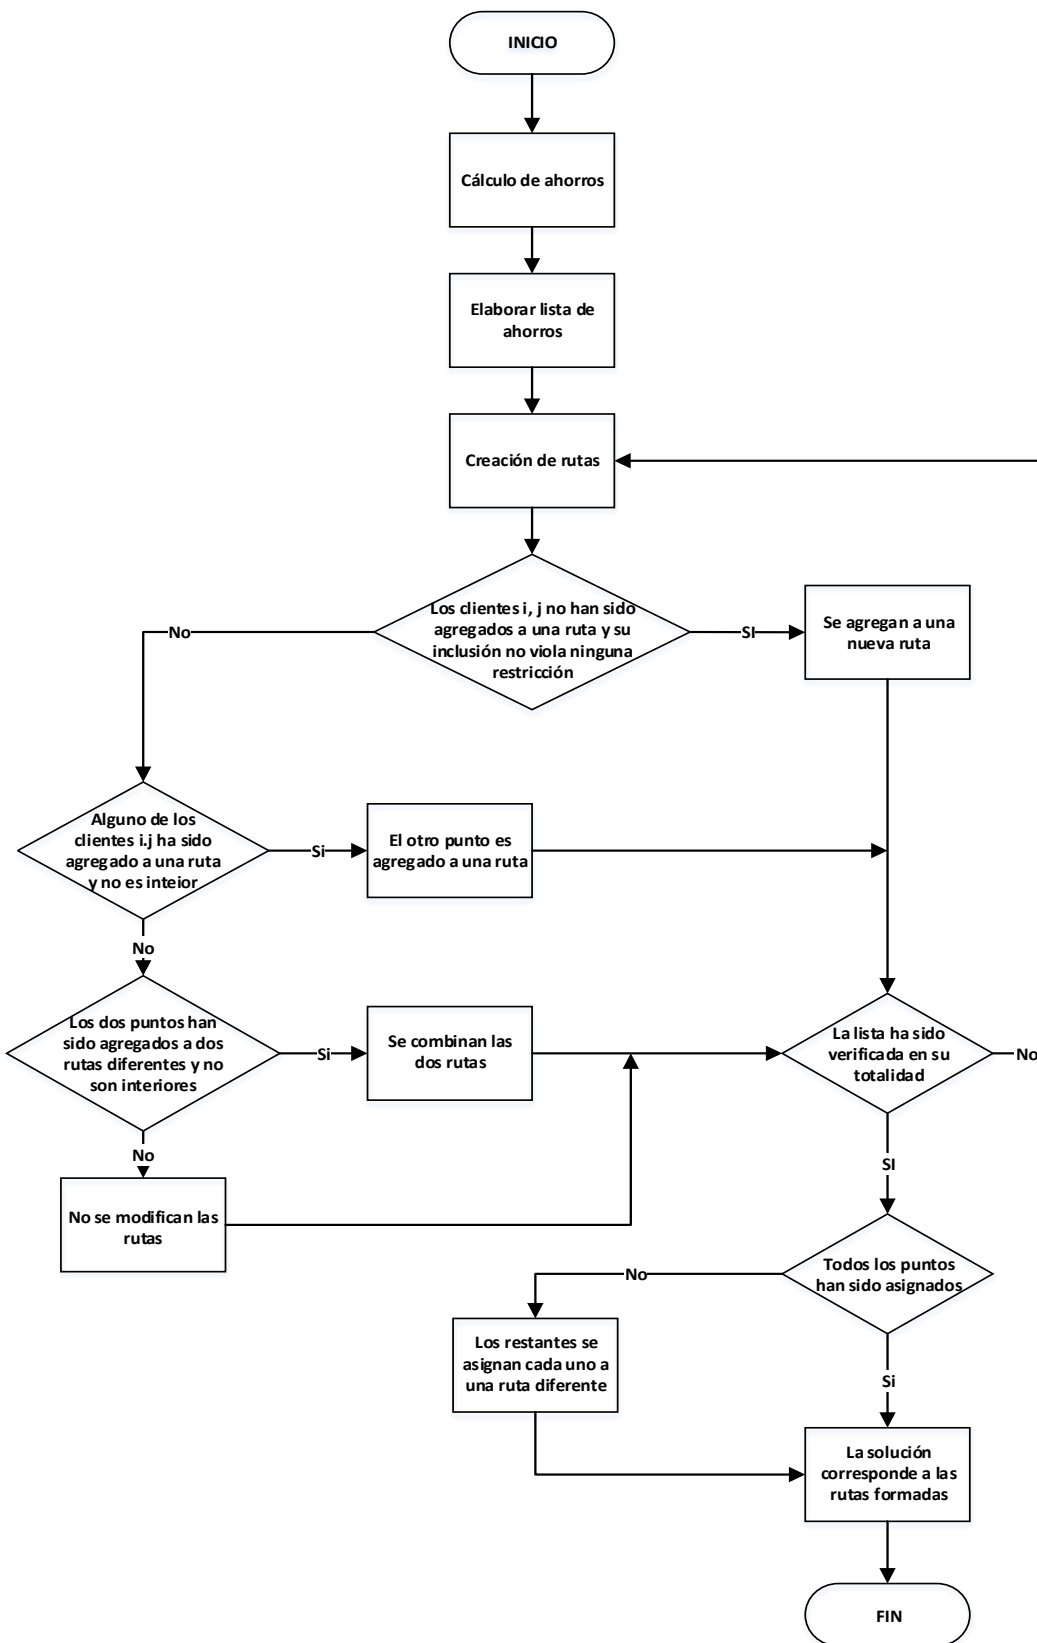 INICIO
Cálculo de ahorros
Elaborar lista de
ahorros
Creación de rutas
Los clientes i, j no han sido
agregados a una ruta y su
inclusión no viola ninguna
restricción
No
SI
Se agregan a una
nueva ruta
Alguno de los
clientes i.j ha sido
agregado a una ruta
y no es inteior
Si
El otro punto es
agregado a una ruta
No
Los dos puntos han
sido agregados a dos
rutas diferentes y no
son interiores
Si
Se combinan las
dos rutas
La lista ha sido
verificada en su
totalidad
No
No
No se modifican las
rutas
SI
Todos los puntos
han sido asignados
No
Los restantes se
asignan cada uno a
una ruta diferente
Si
La solución
corresponde a las
rutas formadas
FIN